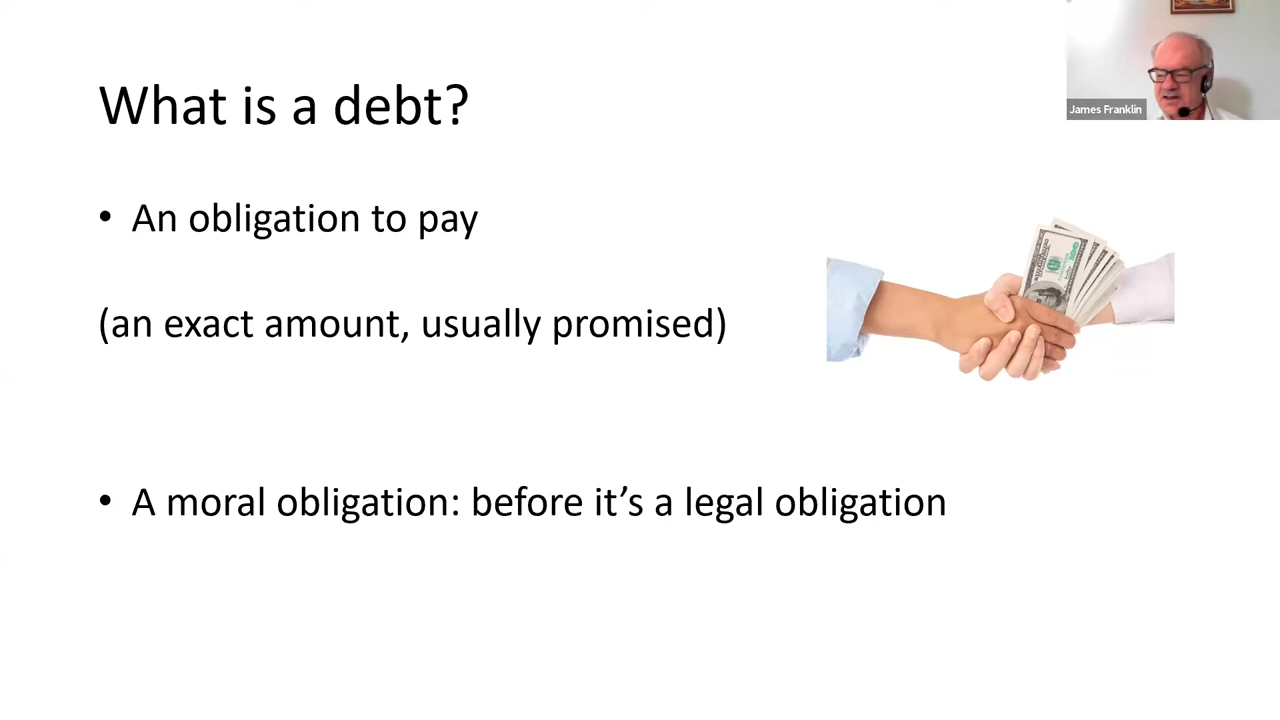 What is a debt?
James Franklin
• An obligation to pay
(an exact amount, usually promised)
• A moral obligation: before it’s a legal obligation